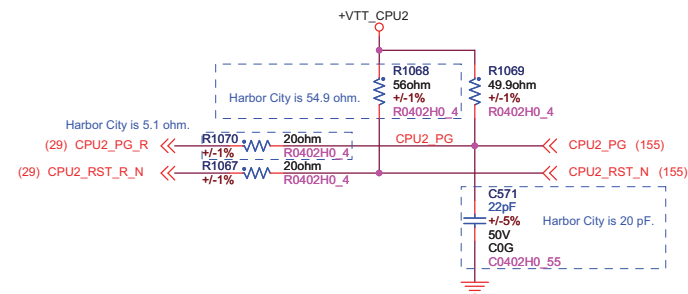 +VTT_CPU2
R1068
56ohm
+/-1%
R0402H0_4
R1069
49.9ohm
+/-1%
R0402H0_4
Harbor City is 54.9 ohm.
Harbor City is 5.1 ohm.
(29) CPU2_PG_R
R1070
+/-1%
20ohm
R0402H0_4
CPU2_PG
CPU2_PG (155)
(29) CPU2_RST_R_N
R1067
+/-1%
20ohm
R0402H0_4
CPU2_RST_N (155)
C571
22pF
+/-5%
50V
C0G
C0402H0_55
Harbor City is 20 pF.